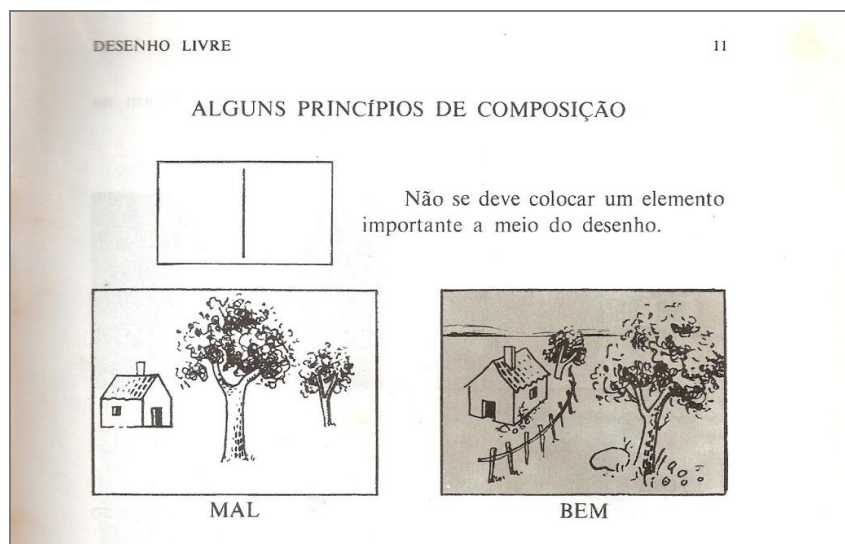 DESENHO LIVRE 11
ALGUNS PRINCÍPIOS DE COMPOSIÇÃO
Não se deve colocar um elemento
importante a meio do desenho.
MAL
BEM